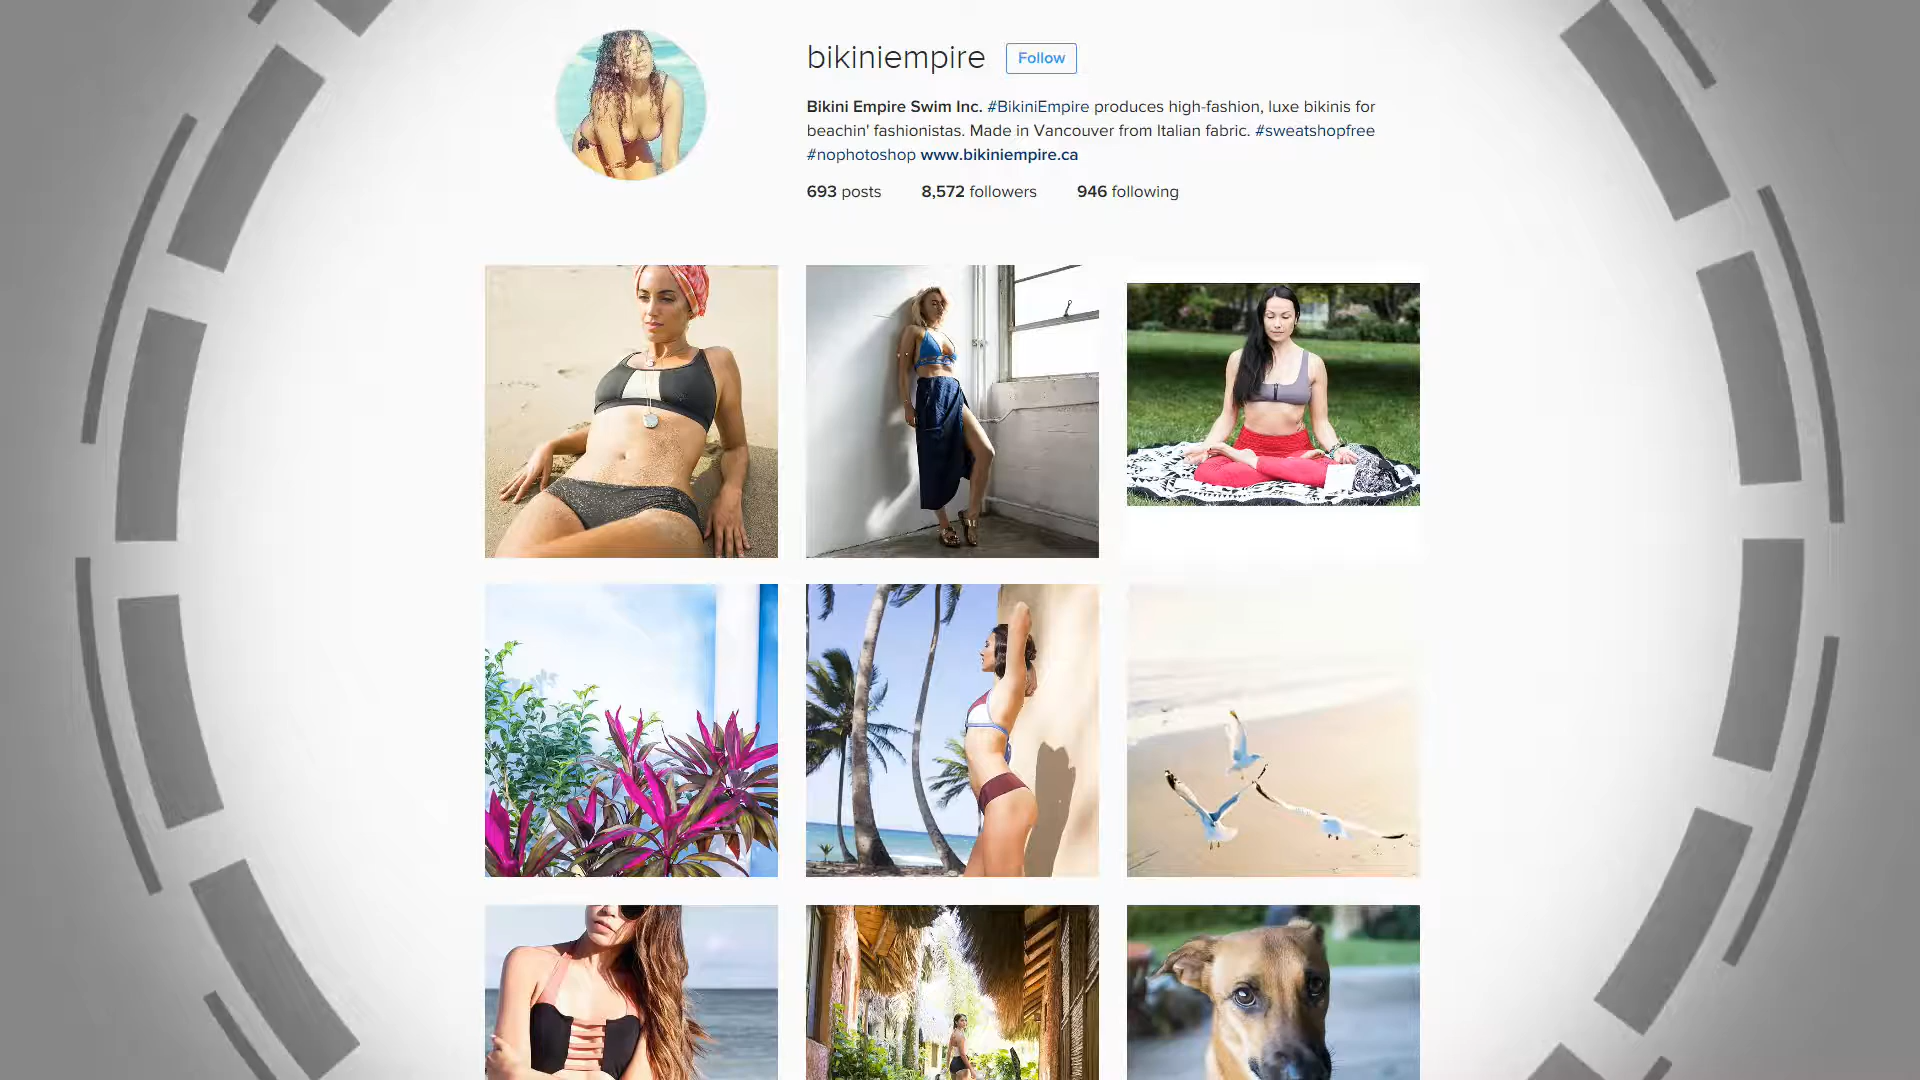 bikiniempire Follow
Bikini Empire Swim Inc. #BikiniEmpire produces high-fashion, luxe bikinis for
beachin' fashionistas. Made in Vancouver from Italian fabric. #sweatshopfree
#nophotoshop www.bikiniempire.ca
693 posts 8,572 followers 946 following